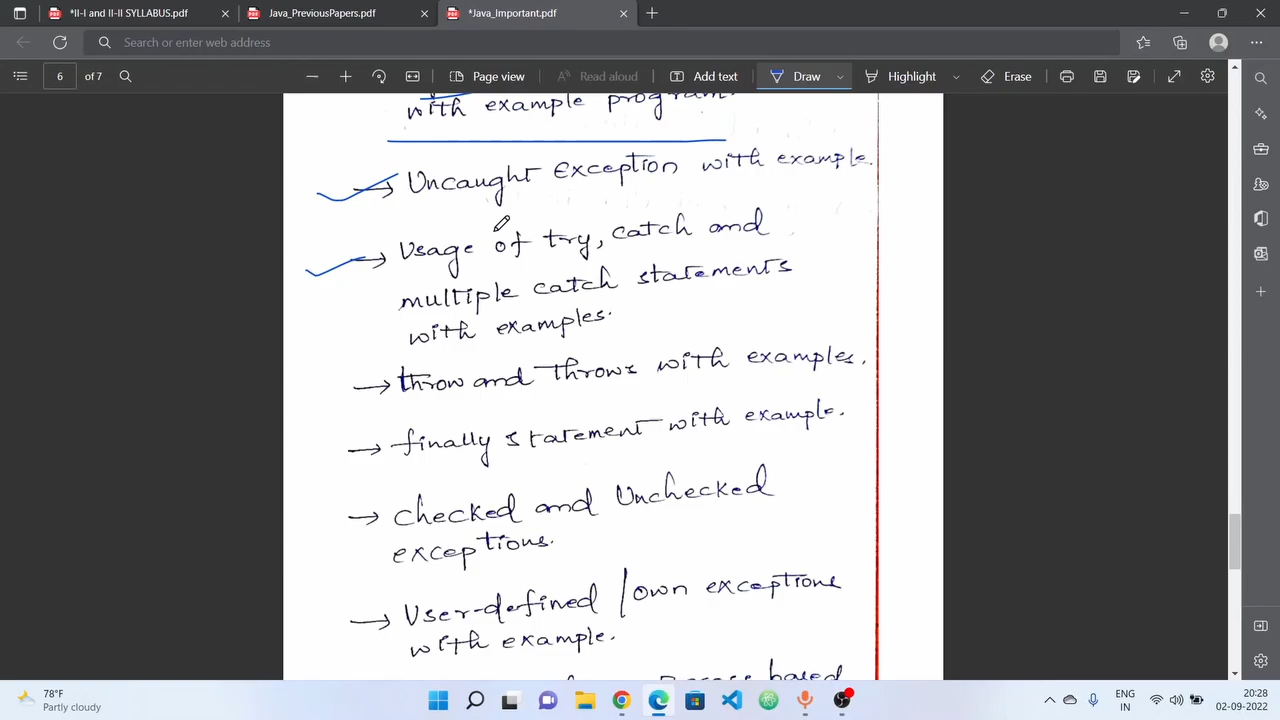 *II-I and II-II SYLLABUS.pdf
Java_PreviousPapers.pdf
*Java_Important.pdf
Search or enter web address
6 of 7
Page view
Read aloud
Add text
Draw
Highlight
Erase
with example program.
→ Uncaught Exception with example.
→ Usage of try, catch and
multiple catch statements
with examples.
→ throw and throws with examples.
→ finally statement with example.
→ checked and Unchecked
exceptions.
→ User-defined / own exceptions
with example.
based
78°F
Partly cloudy
ENG
IN
20:28
02-09-2022